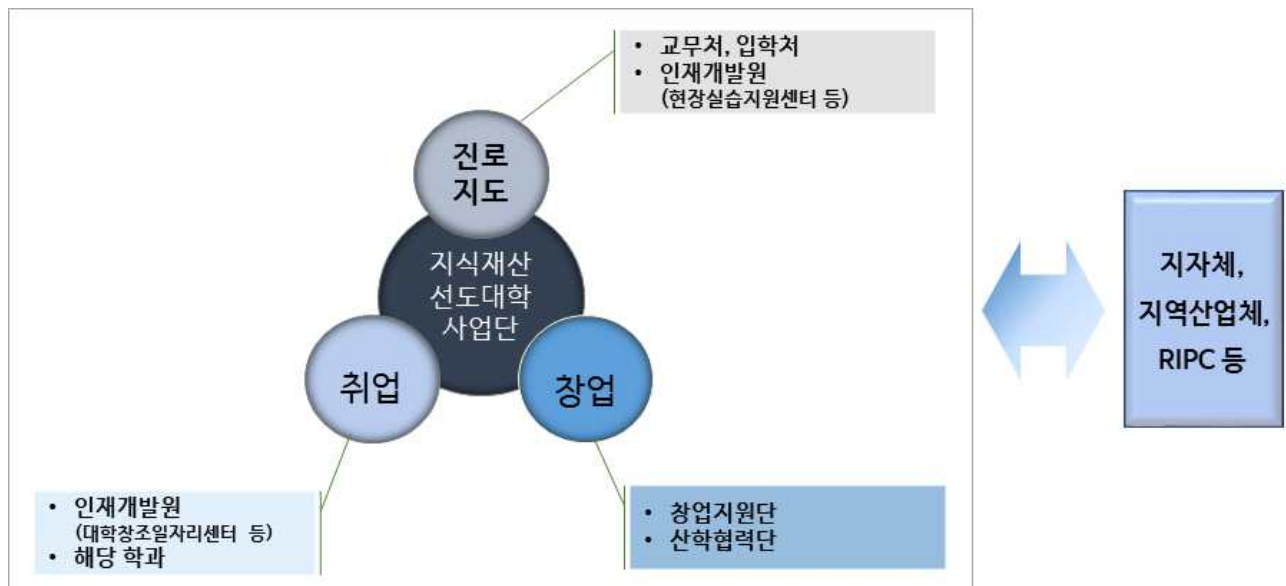 • 교무처, 입학처
• 인재개발원
(현장실습지원센터 등)
진로
지도
지식재산
선도대학
사업단
취업
창업
• 인재개발원
(대학창조일자리센터 등)
• 해당 학과
• 창업지원단
• 산학협력단
지자체,
지역산업체,
RIPC 등